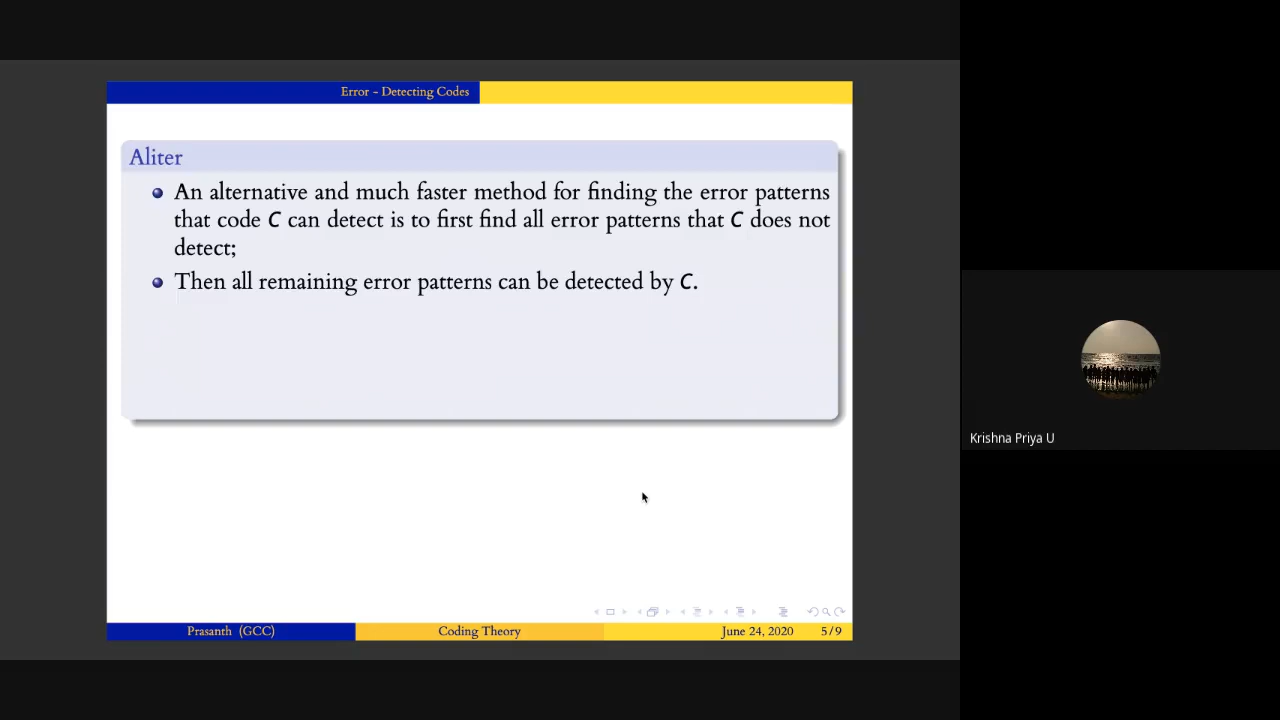 Error - Detecting Codes
Aliter
An alternative and much faster method for finding the error patterns
that code C can detect is to first find all error patterns that C does not
detect;
Then all remaining error patterns can be detected by C.
Krishna Priya U
Prasanth (GCC)
Coding Theory
June 24, 2020
5/9